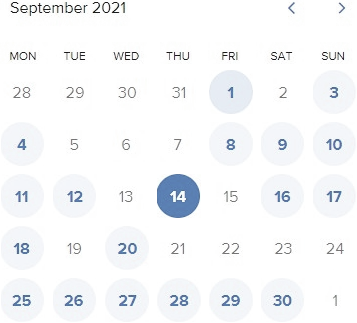 September 2021
MON TUE WED THU FRI SAT SUN
28 29 30 31 1 2 3
4 5 6 7 8 9 10
11 12 13 14 15 16 17
18 19 20 21 22 23 24
25 26 27 28 29 30 1